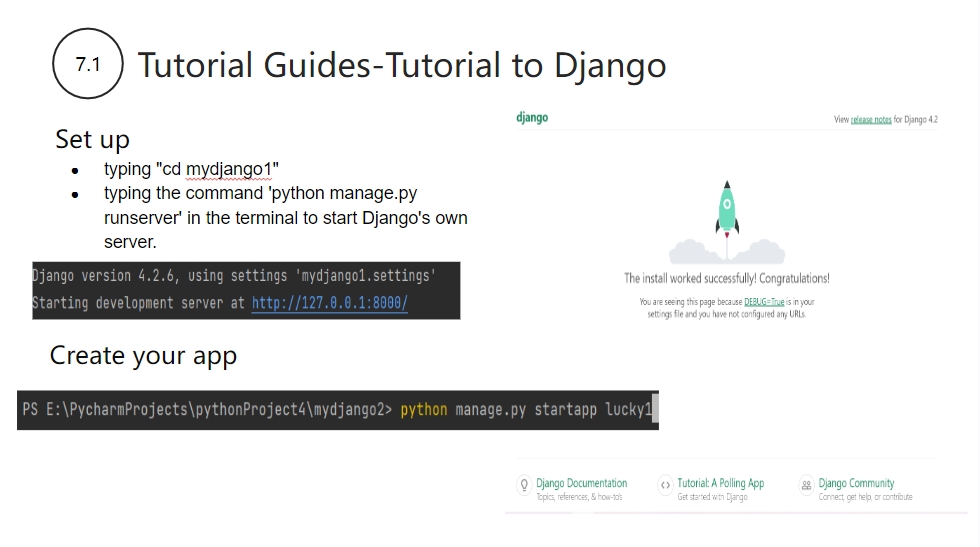 7.1
Tutorial Guides-Tutorial to Django
Set up
• typing "cd mydjango1"
• typing the command 'python manage.py
runserver' in the terminal to start Django's own
server.
Django version 4.2.6, using settings 'mydjango1.settings'
Starting development server at http://127.0.0.1:8000/
Create your app
PS E:\PycharmProjects\pythonProject4\mydjango2> python manage.py startapp lucky1
django
View release notes for Django 4.2
The install worked successfully! Congratulations!
You are seeing this page because DEBUG=True is in your
settings file and you have not configured any URLs.
Django Documentation
Topics, references, & how-to's
Tutorial: A Polling App
Get started with Django
Django Community
Connect, get help, or contribute